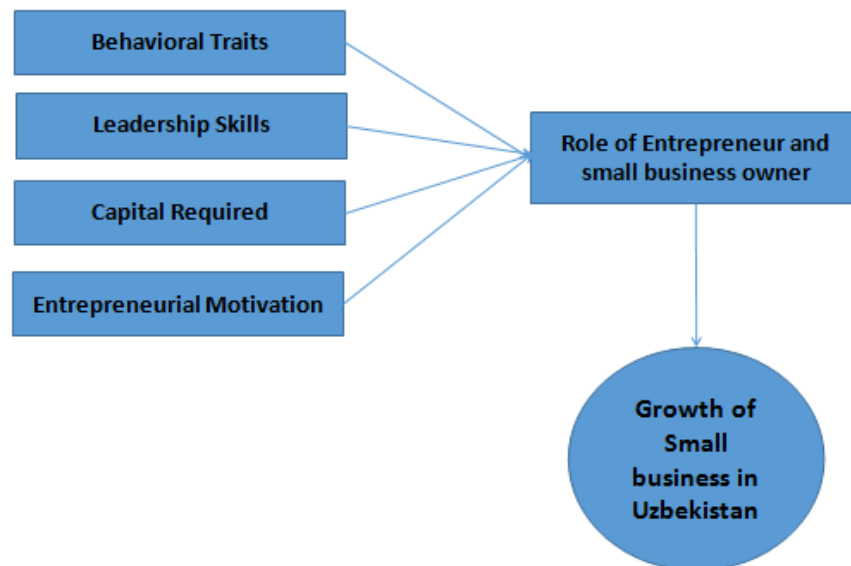 Behavioral Traits
Leadership Skills
Capital Required
Entrepreneurial Motivation
Role of Entrepreneur and
small business owner
Growth of
Small
business in
Uzbekistan